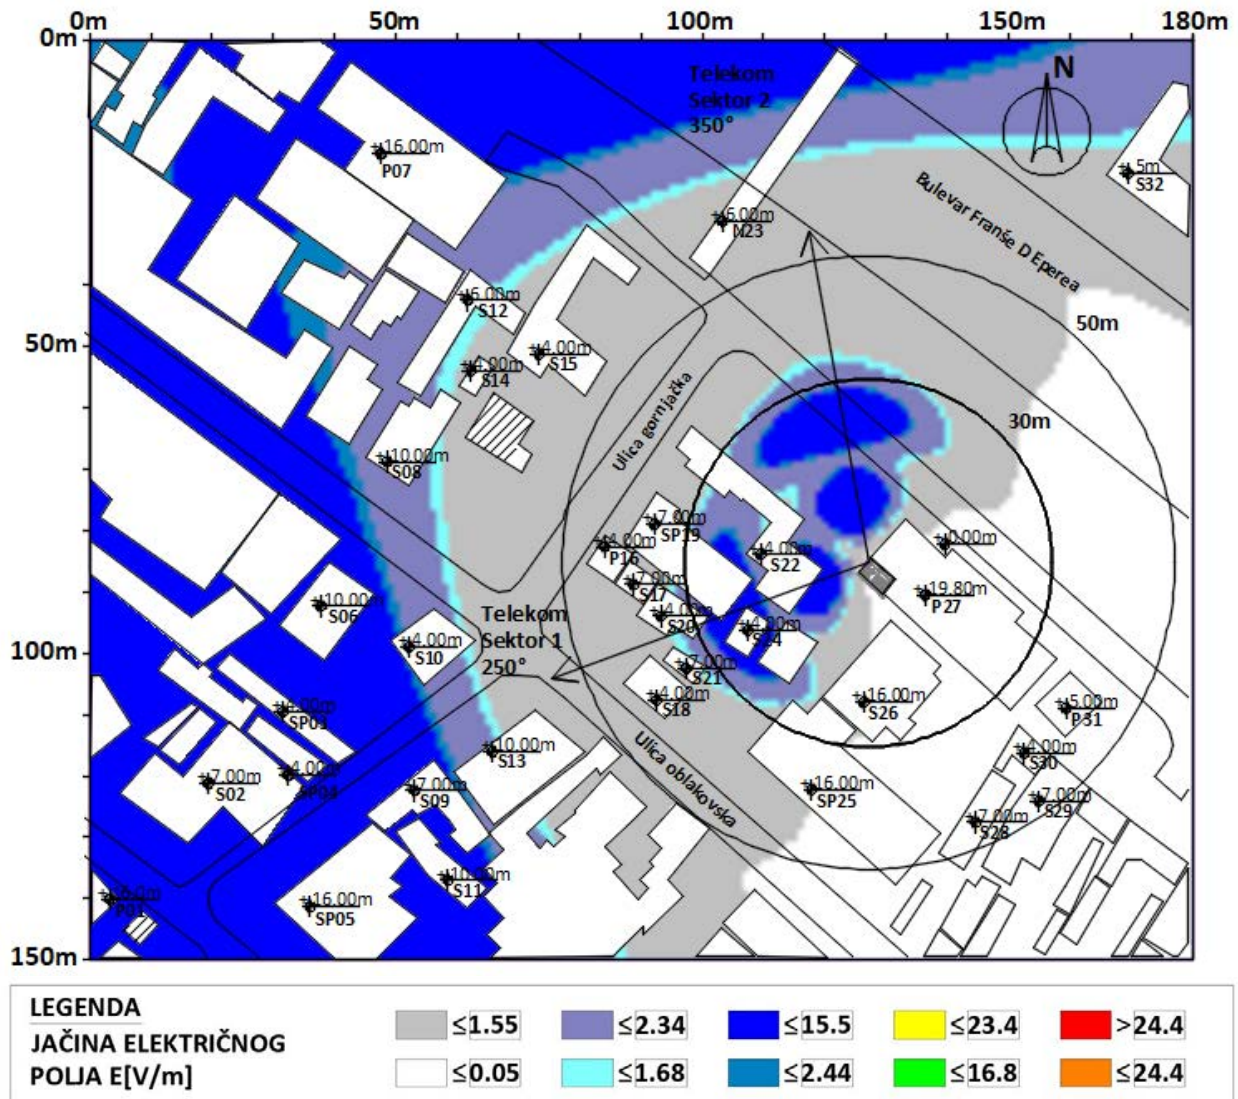 0m 50m 100m 150m 180m
0m
Telekom
Sektor 2
350°
N
+16.00m
P07
+5m
S32
Bulevar Franše D Eperea
+6.00m
N23
+6.00m
S12
50m
50m
+4.00m
S15
+4.00m
S14
30m
Ulica gornjačka
+10.00m
S08
+7.00m
SP19
+4.00m
P16
+0.00m
+4.00m
S22
+7.00m
S17
+19.80m
P27
+10.00m
S06
+4.00m
S20
Telekom
Sektor 1
250°
+4.00m
S24
+4.00m
S10
100m
+7.00m
S21
+4.00m
S18
+16.00m
S26
+5.00m
P31
+4.00m
SP03
Ulica oblakovska
+10.00m
S13
+4.00m
S30
+4.00m
SP04
+7.00m
S02
+7.00m
S09
+16.00m
SP25
+7.00m
S29
+7.00m
S28
+10.00m
S11
P01
+16.00m
SP05
150m
LEGENDA
JAČINA ELEKTRIČNOG
POLJA E[V/m]
≤1.55 ≤2.34 ≤15.5 ≤23.4 >24.4
≤0.05 ≤1.68 ≤2.44 ≤16.8 ≤24.4